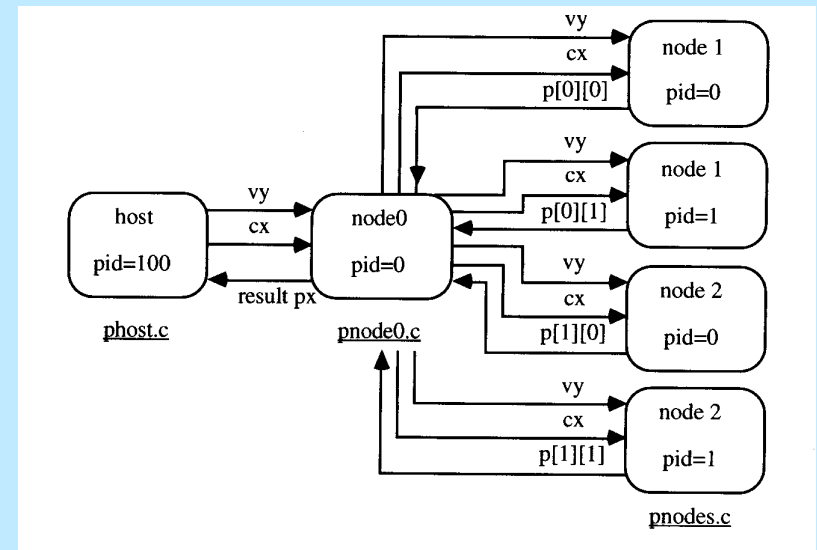 vy
cx
p[0][0]
node 1
pid=0
vy
cx
p[0][1]
node 1
pid=1
host
pid=100
vy
cx
result px
node0
pid=0
phost.c
pnode0.c
vy
cx
p[1][0]
node 2
pid=0
vy
cx
p[1][1]
node 2
pid=1
pnodes.c